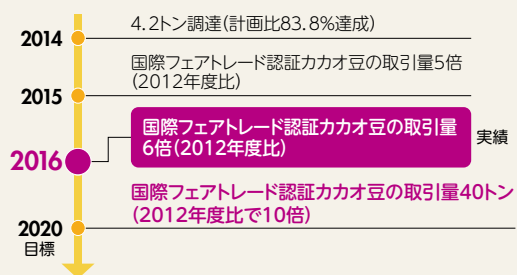 2014
4.2トン調達(計画比83.8%達成)
2015
国際フェアトレード認証カカオ豆の取引量5倍
(2012年度比)
2016
国際フェアトレード認証カカオ豆の取引量
6倍(2012年度比)
実績
2020
目標
国際フェアトレード認証カカオ豆の取引量40トン
(2012年度比で10倍)